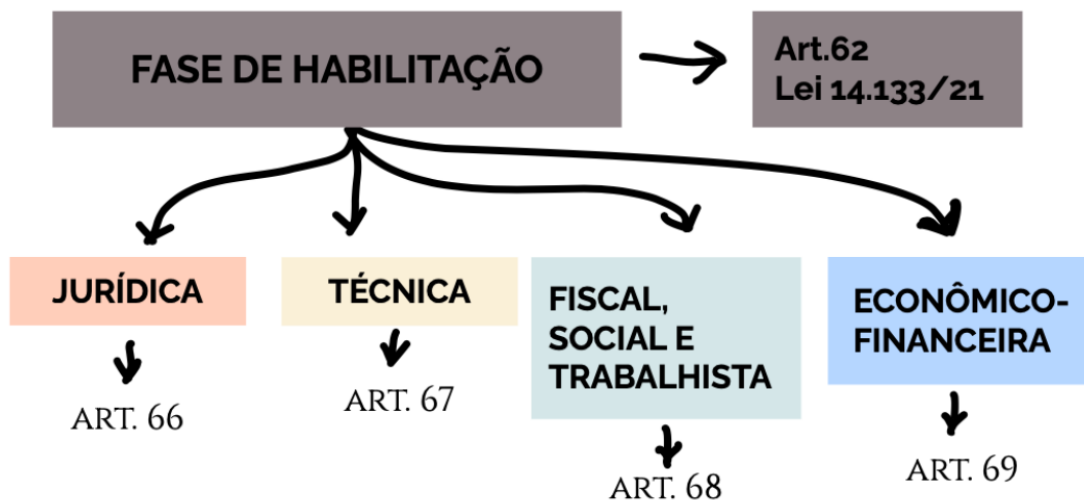 FASE DE HABILITAÇÃO
Art.62
Lei 14.133/21
JURÍDICA
TÉCNICA
FISCAL,
SOCIAL E
TRABALHISTA
ECONÔMICO-
FINANCEIRA
ART. 66
ART. 67
ART. 68
ART. 69